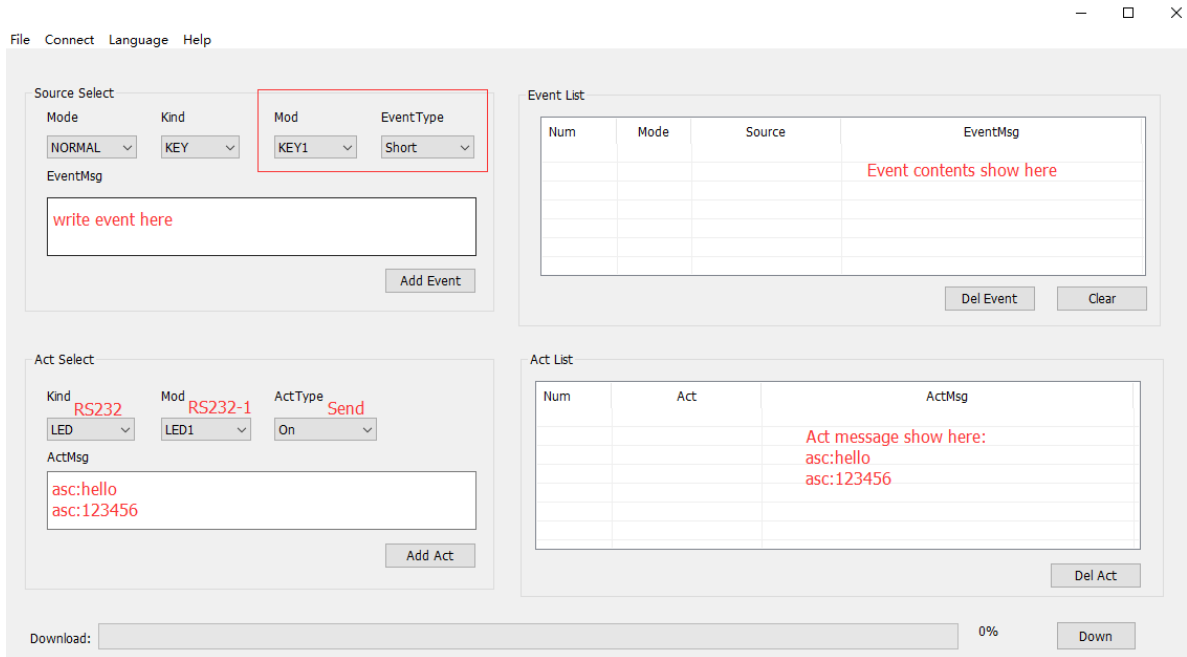 File Connect Language Help
Source Select
Mode Kind Mod EventType
NORMAL KEY KEY1 Short
EventMsg
write event here
Add Event
Event List
Num Mode Source EventMsg
Event contents show here
Del Event Clear
Act Select
Kind Mod ActType
RS232 RS232-1 Send
LED LED1 On
ActMsg
asc:hello
asc:123456
Add Act
Act List
Num Act ActMsg
Act message show here:
asc:hello
asc:123456
Del Act
Download: 0% Down